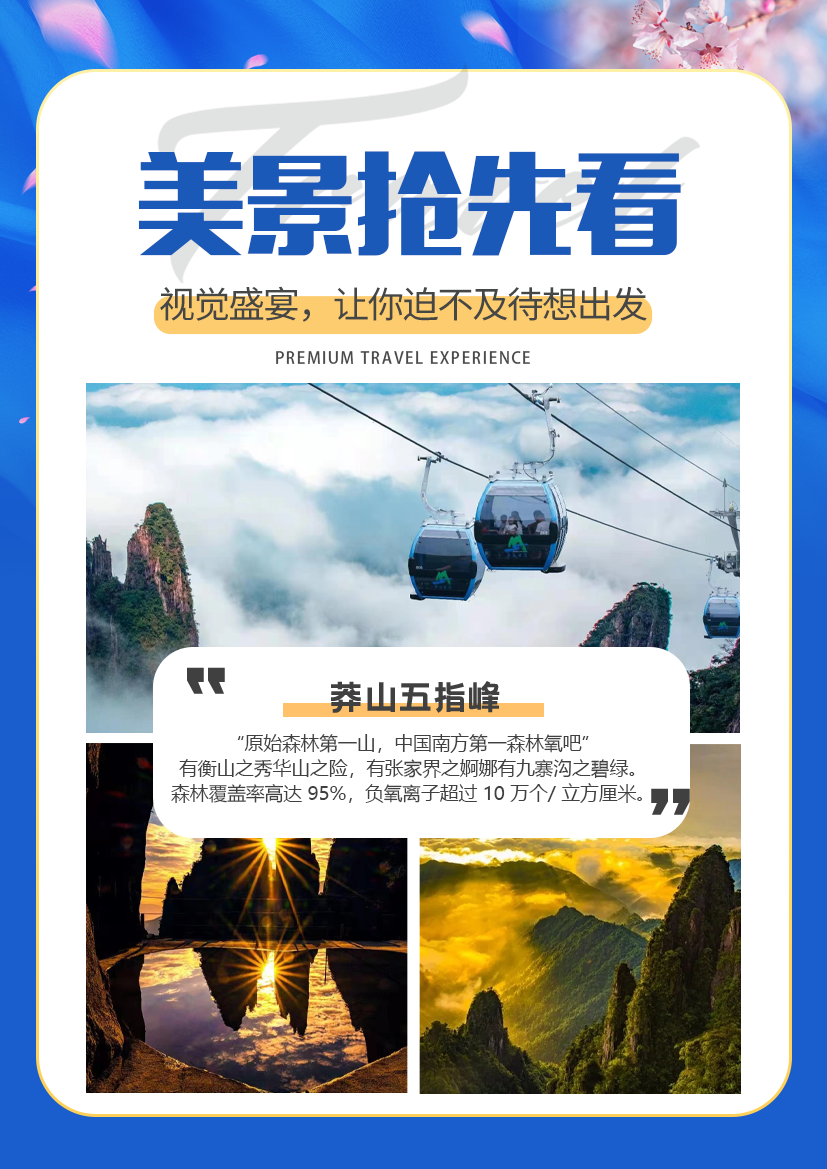 Travel
美景抢先看
视觉盛宴，让你迫不及待想出发
PREMIUM TRAVEL EXPERIENCE
莽山五指峰
“原始森林第一山，中国南方第一森林氧吧”
有衡山之秀华山之险，有张家界之婀娜有九寨沟之碧绿。
森林覆盖率高达 95%，负氧离子超过 10 万个/ 立方厘米。